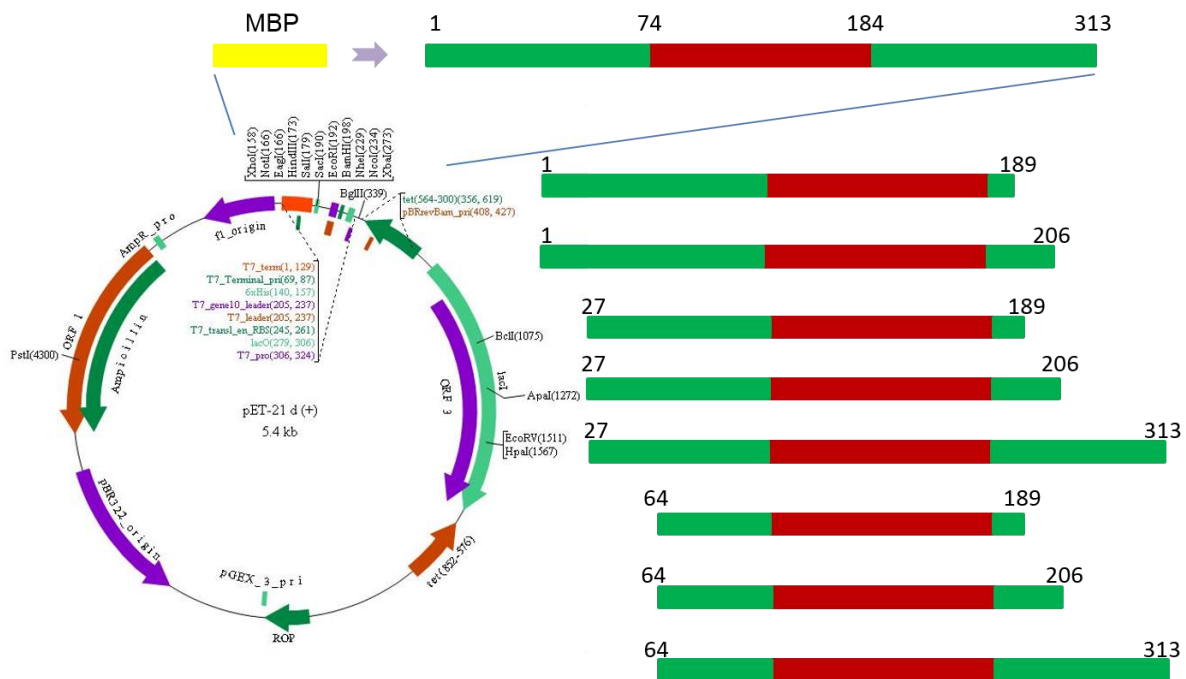 MBP
1 74 184 313
XhoI(158)
NotI(166)
EagI(166)
HindIII(173)
SalI(179)
SacI(190)
EcoRI(192)
BamHI(198)
NheI(229)
NcoI(234)
XbaI(273)
BglII(339)
tet(564-300)(356, 619)
pBRrevBam_pri(408, 427)
f1_origin
AmpR_pro
ORF 1
Ampicillin
PstI(4300)
T7_term(1, 129)
T7_Terminal_pri(69, 87)
6xHis(140, 157)
T7_gene10_leader(205, 237)
T7_leader(205, 237)
T7_transl_en_RBS(245, 261)
lacO(279, 306)
T7_pro(306, 324)
BclI(1075)
lacI
ORF 3
ApaI(1272)
EcoRV(1511)
HpaI(1567)
pET-21 d (+)
5.4 kb
pBR322_origin
pGEX_3_pri
ROP
tet(852-576)
1 189
1 206
27 189
27 206
27 313
64 189
64 206
64 313